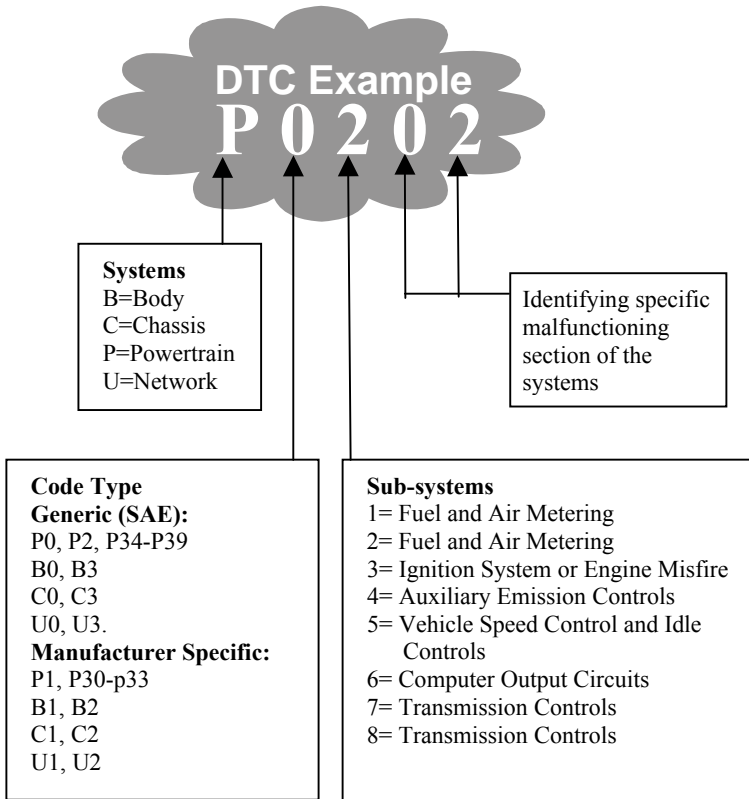 DTC Example
P 0 2 0 2
Systems
B=Body
C=Chassis
P=Powertrain
U=Network
Identifying specific
malfunctioning
section of the
systems
Code Type
Generic (SAE):
P0, P2, P34-P39
B0, B3
C0, C3
U0, U3.
Manufacturer Specific:
P1, P30-p33
B1, B2
C1, C2
U1, U2
Sub-systems
1= Fuel and Air Metering
2= Fuel and Air Metering
3= Ignition System or Engine Misfire
4= Auxiliary Emission Controls
5= Vehicle Speed Control and Idle
Controls
6= Computer Output Circuits
7= Transmission Controls
8= Transmission Controls